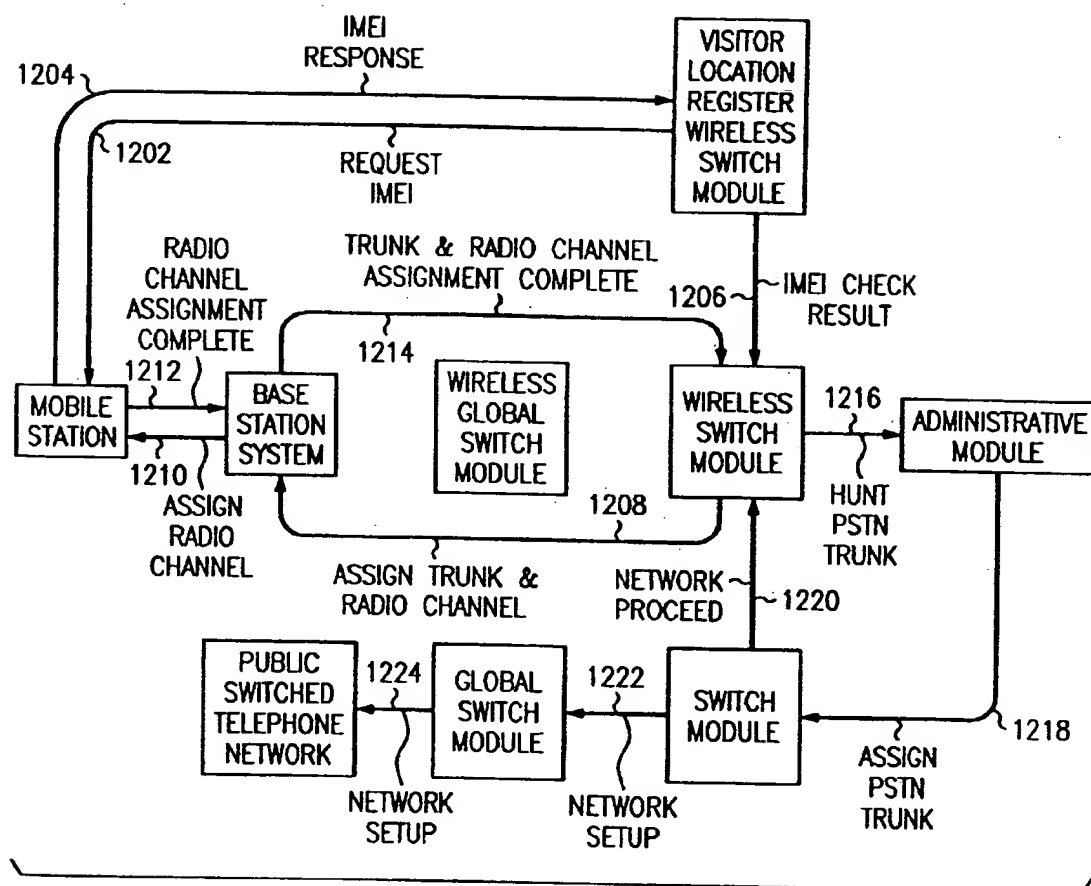 IMEI
RESPONSE
1204
1202
REQUEST
IMEI
VISITOR
LOCATION
REGISTER
WIRELESS
SWITCH
MODULE
RADIO
CHANNEL
ASSIGNMENT
COMPLETE
TRUNK & RADIO CHANNEL
ASSIGNMENT COMPLETE
1206
IMEI CHECK
RESULT
1212
1214
MOBILE
STATION
BASE
STATION
SYSTEM
WIRELESS
GLOBAL
SWITCH
MODULE
WIRELESS
SWITCH
MODULE
1216
ADMINISTRATIVE
MODULE
1210
ASSIGN
RADIO
CHANNEL
1208
HUNT
PSTN
TRUNK
ASSIGN TRUNK &
RADIO CHANNEL
NETWORK
PROCEED
1220
PUBLIC
SWITCHED
TELEPHONE
NETWORK
1224
GLOBAL
SWITCH
MODULE
1222
SWITCH
MODULE
1218
NETWORK
SETUP
NETWORK
SETUP
ASSIGN
PSTN
TRUNK